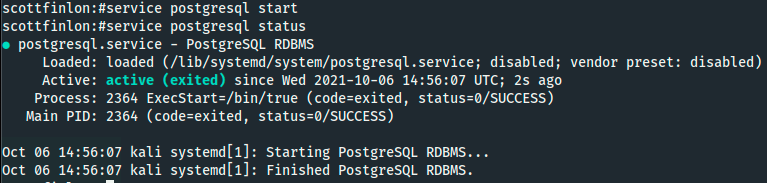 scottfinlon:#service postgresql start
scottfinlon:#service postgresql status
● postgresql.service - PostgreSQL RDBMS
Loaded: loaded (/lib/systemd/system/postgresql.service; disabled; vendor preset: disabled)
Active: active (exited) since Wed 2021-10-06 14:56:07 UTC; 2s ago
Process: 2364 ExecStart=/bin/true (code=exited, status=0/SUCCESS)
Main PID: 2364 (code=exited, status=0/SUCCESS)
Oct 06 14:56:07 kali systemd[1]: Starting PostgreSQL RDBMS...
Oct 06 14:56:07 kali systemd[1]: Finished PostgreSQL RDBMS.